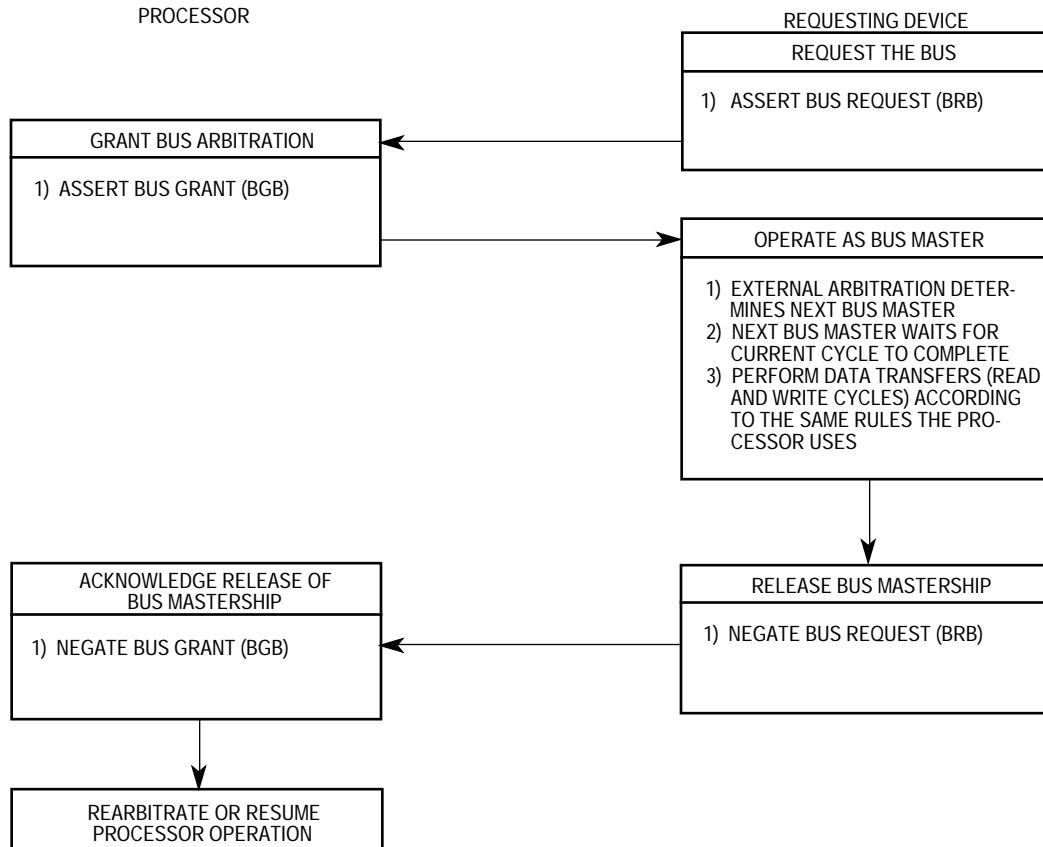 PROCESSOR
REQUESTING DEVICE
REQUEST THE BUS
1) ASSERT BUS REQUEST (BRB)
GRANT BUS ARBITRATION
1) ASSERT BUS GRANT (BGB)
OPERATE AS BUS MASTER
1) EXTERNAL ARBITRATION DETER-
MINES NEXT BUS MASTER
2) NEXT BUS MASTER WAITS FOR
CURRENT CYCLE TO COMPLETE
3) PERFORM DATA TRANSFERS (READ
AND WRITE CYCLES) ACCORDING
TO THE SAME RULES THE PRO-
CESSOR USES
RELEASE BUS MASTERSHIP
1) NEGATE BUS REQUEST (BRB)
ACKNOWLEDGE RELEASE OF
BUS MASTERSHIP
1) NEGATE BUS GRANT (BGB)
REARBITRATE OR RESUME
PROCESSOR OPERATION